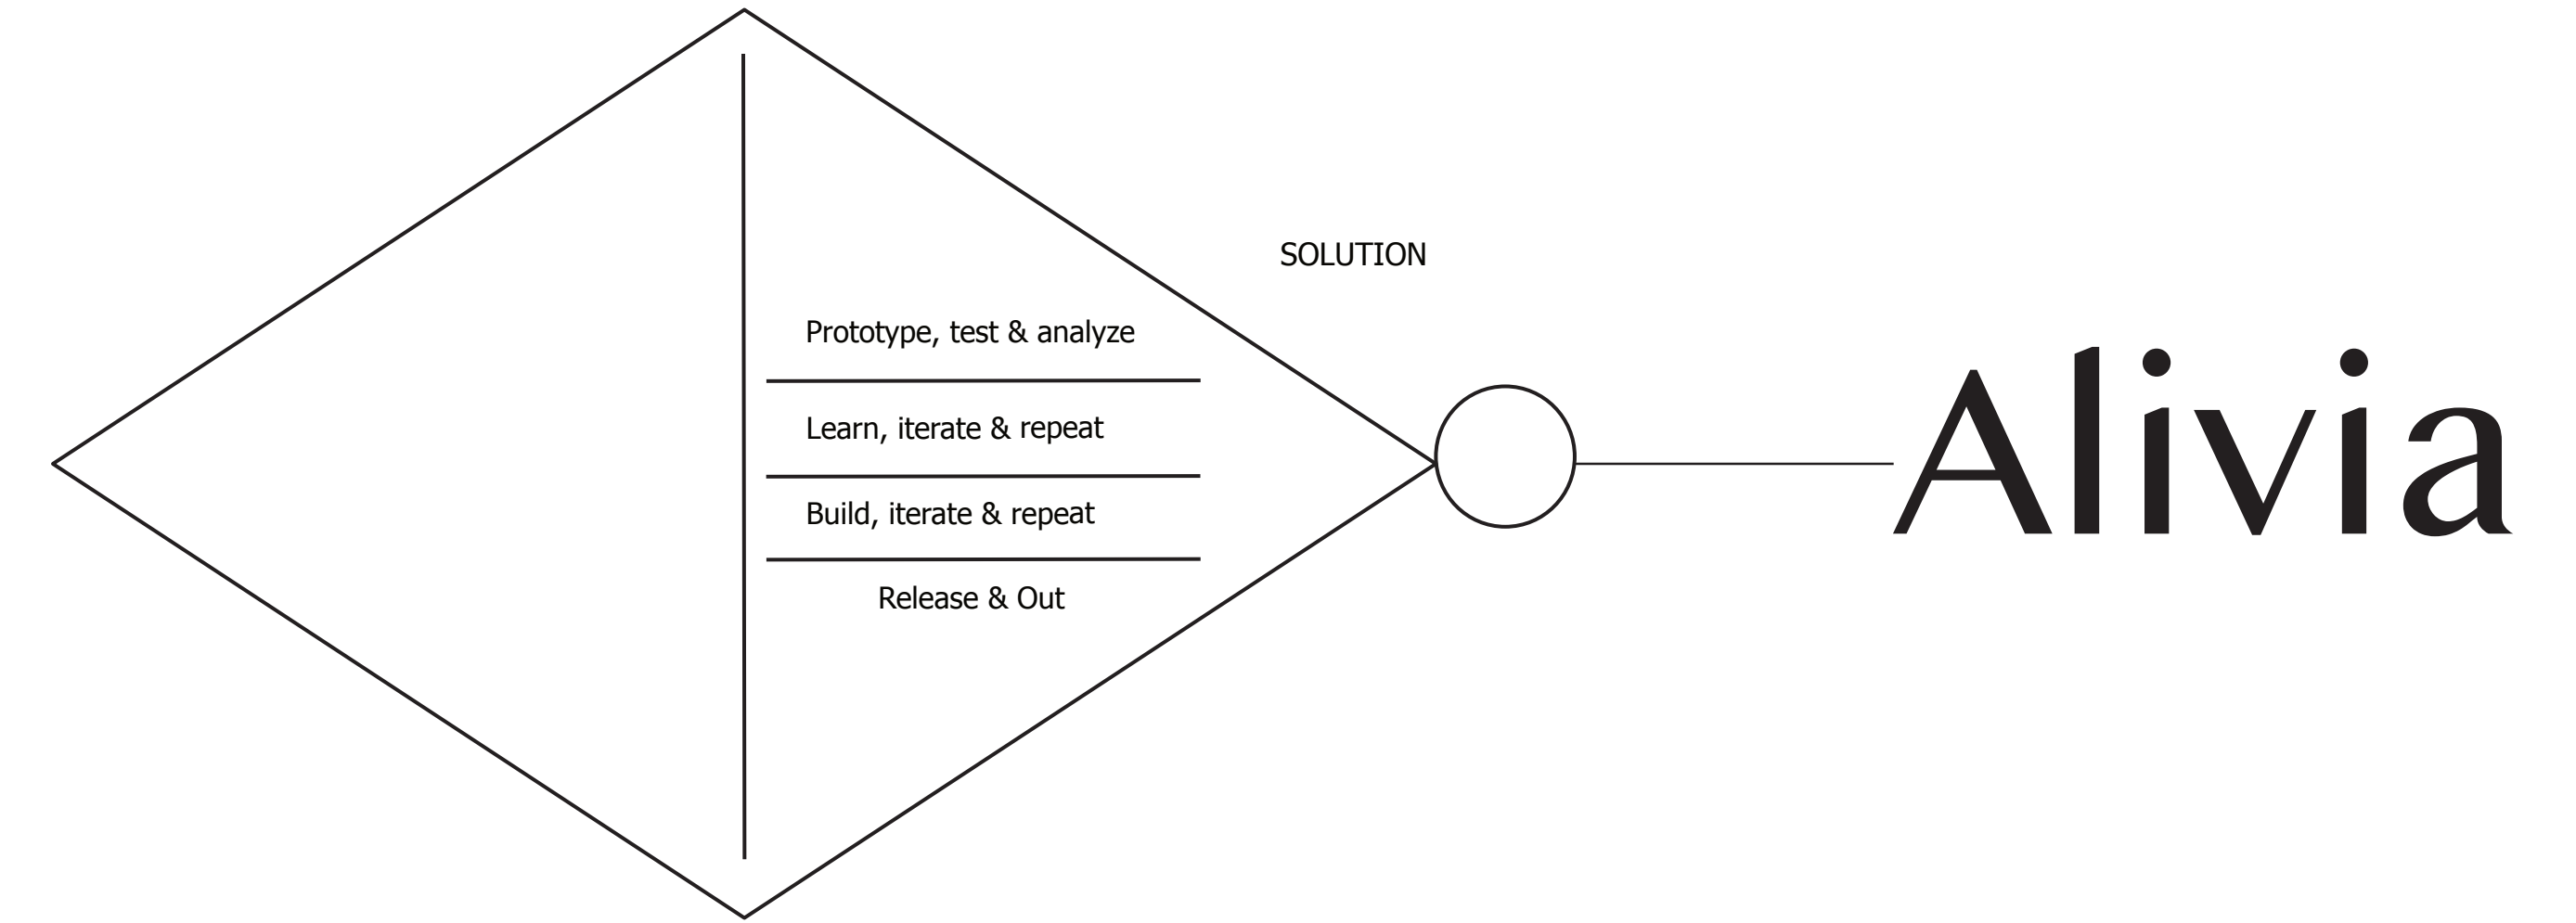 SOLUTION
Prototype, test & analyze
Learn, iterate & repeat
Build, iterate & repeat
Release & Out
Alivia